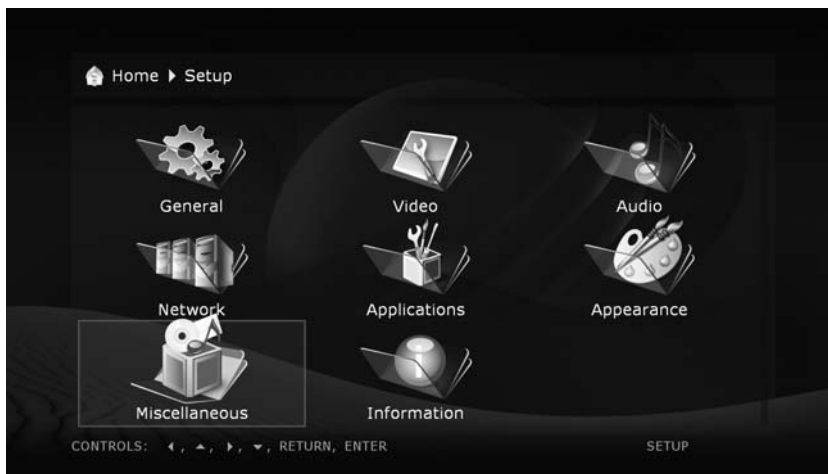 Home ▶ Setup
General Video Audio
Network Applications Appearance
Miscellaneous Information
CONTROLS: ◀, ▲, ▶, ▼, RETURN, ENTER SETUP